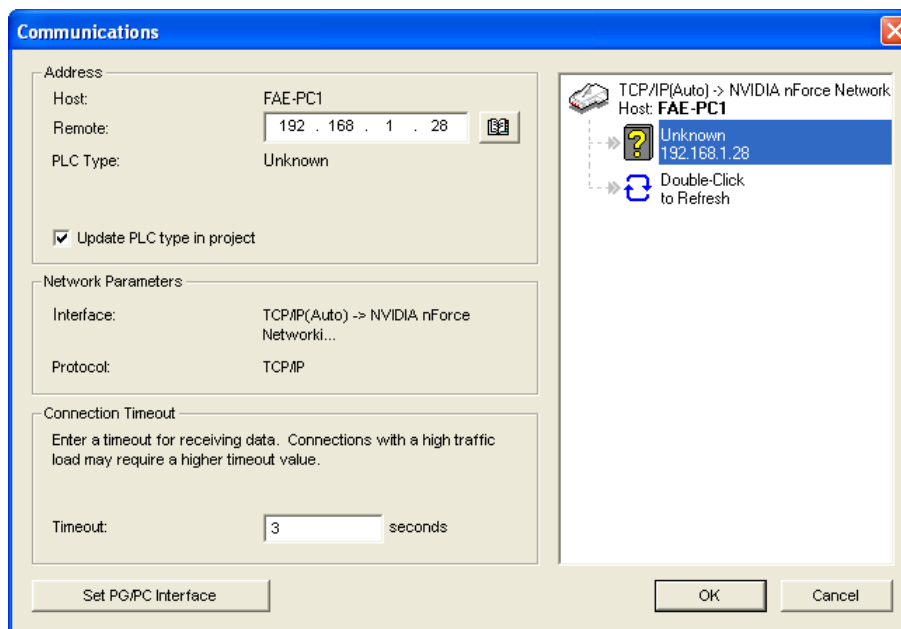 Communications
Address
Host: FAE-PC1
Remote: 192 . 168 . 1 . 28
PLC Type: Unknown
Update PLC type in project
Network Parameters
Interface: TCP/IP(Auto) -> NVIDIA nForce
Networki...
Protocol: TCP/IP
Connection Timeout
Enter a timeout for receiving data. Connections with a high traffic
load may require a higher timeout value.
Timeout: 3 seconds
Set PG/PC Interface
TCP/IP(Auto) -> NVIDIA nForce Network
Host: FAE-PC1
Unknown
192.168.1.28
Double-Click
to Refresh
OK
Cancel